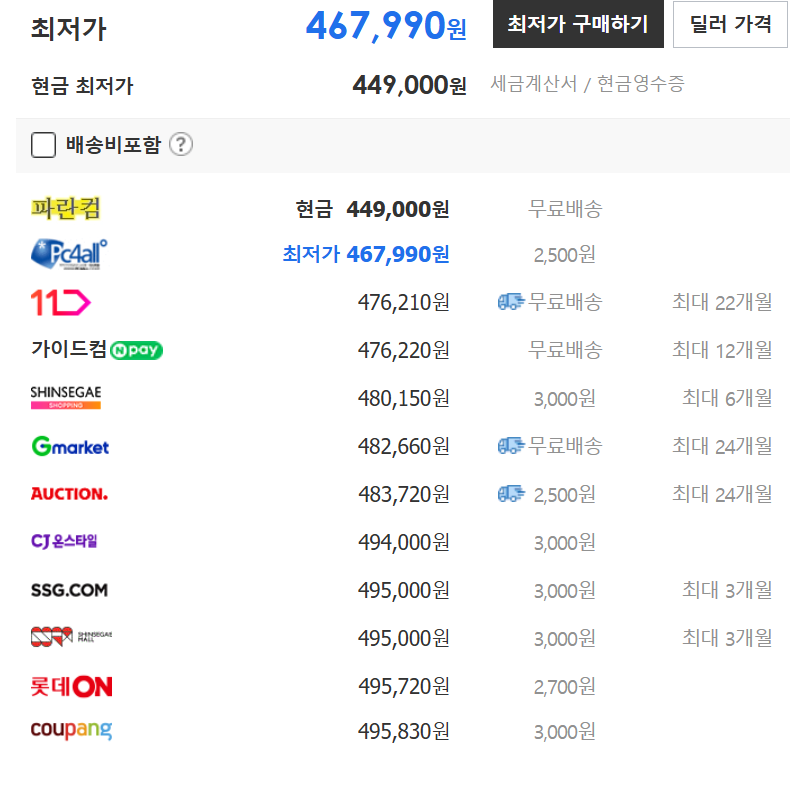 최저가 467,990원 최저가 구매하기 딜러 가격
현금 최저가 449,000원 세금계산서 / 현금영수증
배송비포함 ?
파란컴 현금 449,000원 무료배송
Pc4all 최저가 467,990원 2,500원
11 476,210원 무료배송 최대 22개월
가이드컴 N pay 476,220원 무료배송 최대 12개월
SHINSEGAE 480,150원 3,000원 최대 6개월
SHOPPING
Gmarket 482,660원 무료배송 최대 24개월
AUCTION. 483,720원 2,500원 최대 24개월
CJ 온스타일 494,000원 3,000원
SSG.COM 495,000원 3,000원 최대 3개월
SHINSEGAE MALL 495,000원 3,000원 최대 3개월
롯데ON 495,720원 2,700원
coupang 495,830원 3,000원